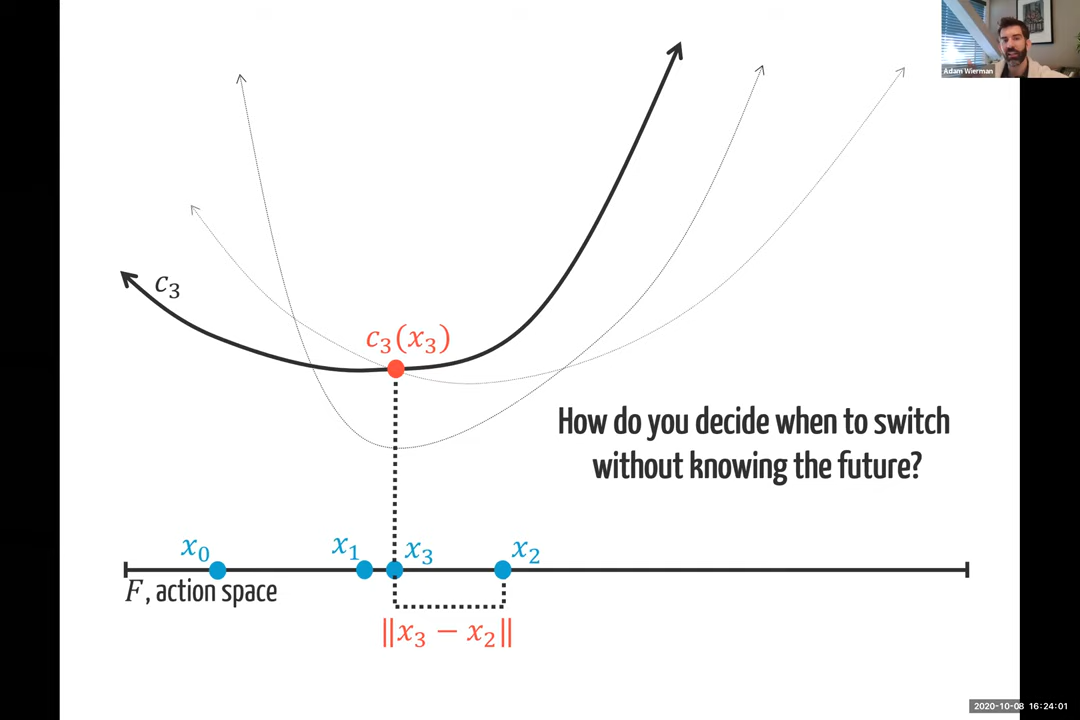 Adam Wierman
c₃
c₃(x₃)
How do you decide when to switch
without knowing the future?
x₀ x₁ x₃ x₂
F, action space
‖x₃ − x₂‖
2020-10-08 16:24:01